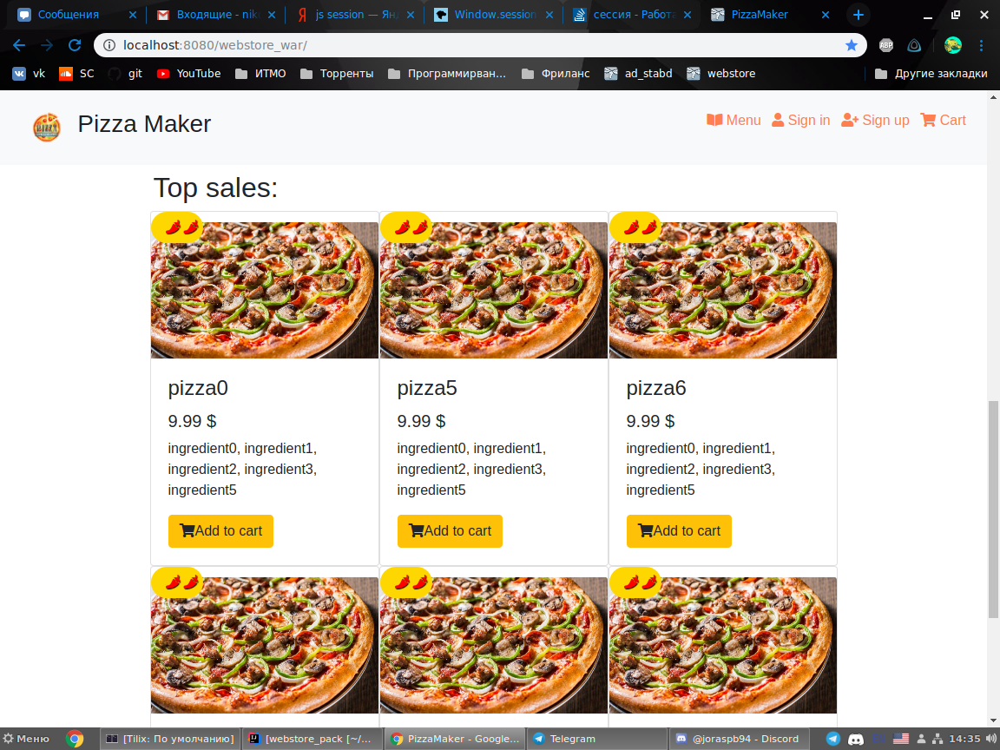 Сообщения
Входящие - nik
js session — Ян
Window.session
сессия - Работа
PizzaMaker
localhost:8080/webstore_war/
ABP
vk
SC
git
YouTube
ИТМО
Торренты
Программирван...
Фриланс
ad_stabd
webstore
Другие закладки
Pizza Maker
Menu
Sign in
Sign up
Cart
Top sales:
pizza0
9.99 $
ingredient0, ingredient1,
ingredient2, ingredient3,
ingredient5
Add to cart
pizza5
9.99 $
ingredient0, ingredient1,
ingredient2, ingredient3,
ingredient5
Add to cart
pizza6
9.99 $
ingredient0, ingredient1,
ingredient2, ingredient3,
ingredient5
Add to cart
Меню
[Tilix: По умолчанию]
[webstore_pack [~/...
PizzaMaker - Google...
Telegram
@joraspb94 - Discord
14:35